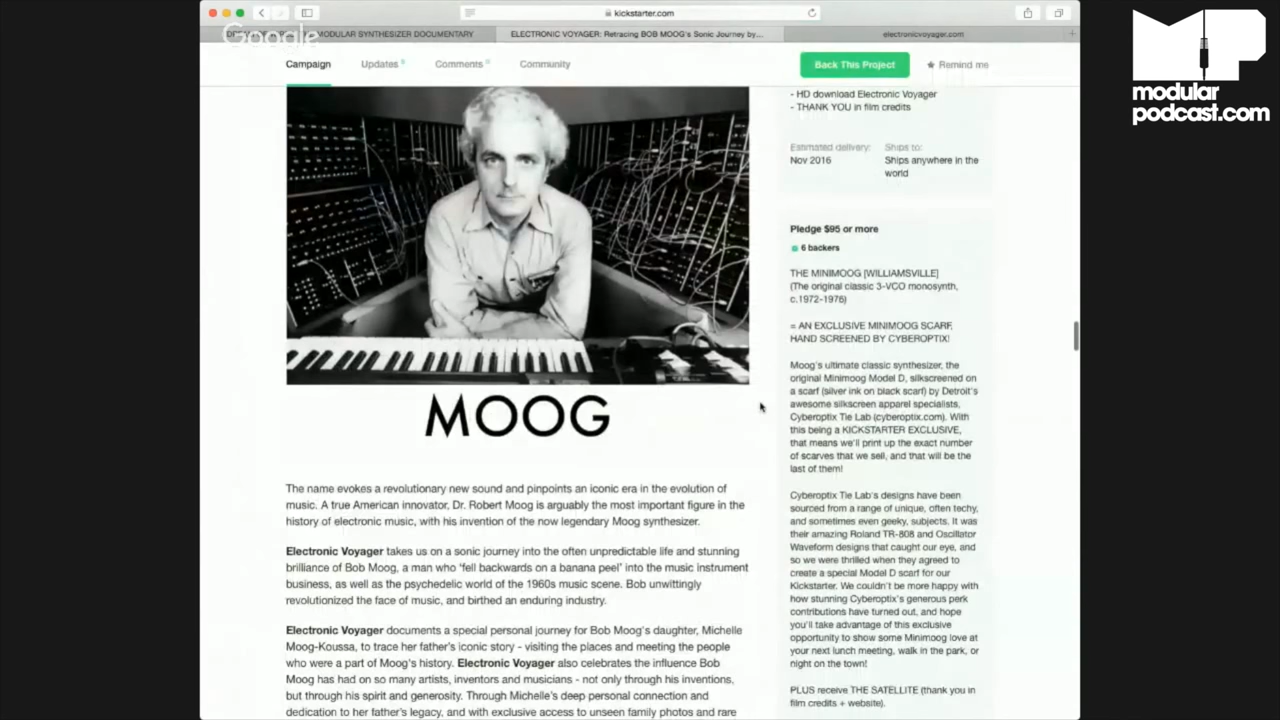 kickstarter.com
Google
MODULAR SYNTHESIZER DOCUMENTARY
ELECTRONIC VOYAGER: Retracing BOB MOOG's Sonic Journey by...
electronicvoyager.com
Campaign
Updates
Comments
Community
Back This Project
Remind me
MOOG
The name evokes a revolutionary new sound and pinpoints an iconic era in the evolution of
music. A true American innovator, Dr. Robert Moog is arguably the most important figure in the
history of electronic music, with his invention of the now legendary Moog synthesizer.
Electronic Voyager takes us on a sonic journey into the often unpredictable life and stunning
brilliance of Bob Moog, a man who 'fell backwards on a banana peel' into the music instrument
business, as well as the psychedelic world of the 1960s music scene. Bob unwittingly
revolutionized the face of music, and birthed an enduring industry.
Electronic Voyager documents a special personal journey for Bob Moog's daughter, Michelle
Moog-Koussa, to trace her father's iconic story - visiting the places and meeting the people
who were a part of Moog's history. Electronic Voyager also celebrates the influence Bob
Moog has had on so many artists, inventors and musicians - not only through his inventions,
but through his spirit and generosity. Through Michelle's deep personal connection and
dedication to her father's legacy, and with exclusive access to unseen family photos and rare
- HD download Electronic Voyager
- THANK YOU in film credits
Estimated delivery:
Nov 2016
Ships to:
Ships anywhere in the
world
Pledge $95 or more
6 backers
THE MINIMOOG [WILLIAMSVILLE]
(The original classic 3-VCO monosynth,
c.1972-1976)
= AN EXCLUSIVE MINIMOOG SCARF,
HAND SCREENED BY CYBEROPTIX!
Moog's ultimate classic synthesizer, the
original Minimoog Model D, silkscreened on
a scarf (silver ink on black scarf) by Detroit's
awesome silkscreen apparel specialists,
Cyberoptix Tie Lab (cyberoptix.com). With
this being a KICKSTARTER EXCLUSIVE,
that means we'll print up the exact number
of scarves that we sell, and that will be the
last of them!
Cyberoptix Tie Lab's designs have been
sourced from a range of unique, often techy,
and sometimes even geeky, subjects. It was
their amazing Roland TR-808 and Oscillator
Waveform designs that caught our eye, and
so we were thrilled when they agreed to
create a special Model D scarf for our
Kickstarter. We couldn't be more happy with
how stunning Cyberoptix's generous perk
contributions have turned out, and hope
you'll take advantage of this exclusive
opportunity to show some Minimoog love at
your next lunch meeting, walk in the park, or
night on the town!
PLUS receive THE SATELLITE (thank you in
film credits + website).
MP
modular
podcast.com